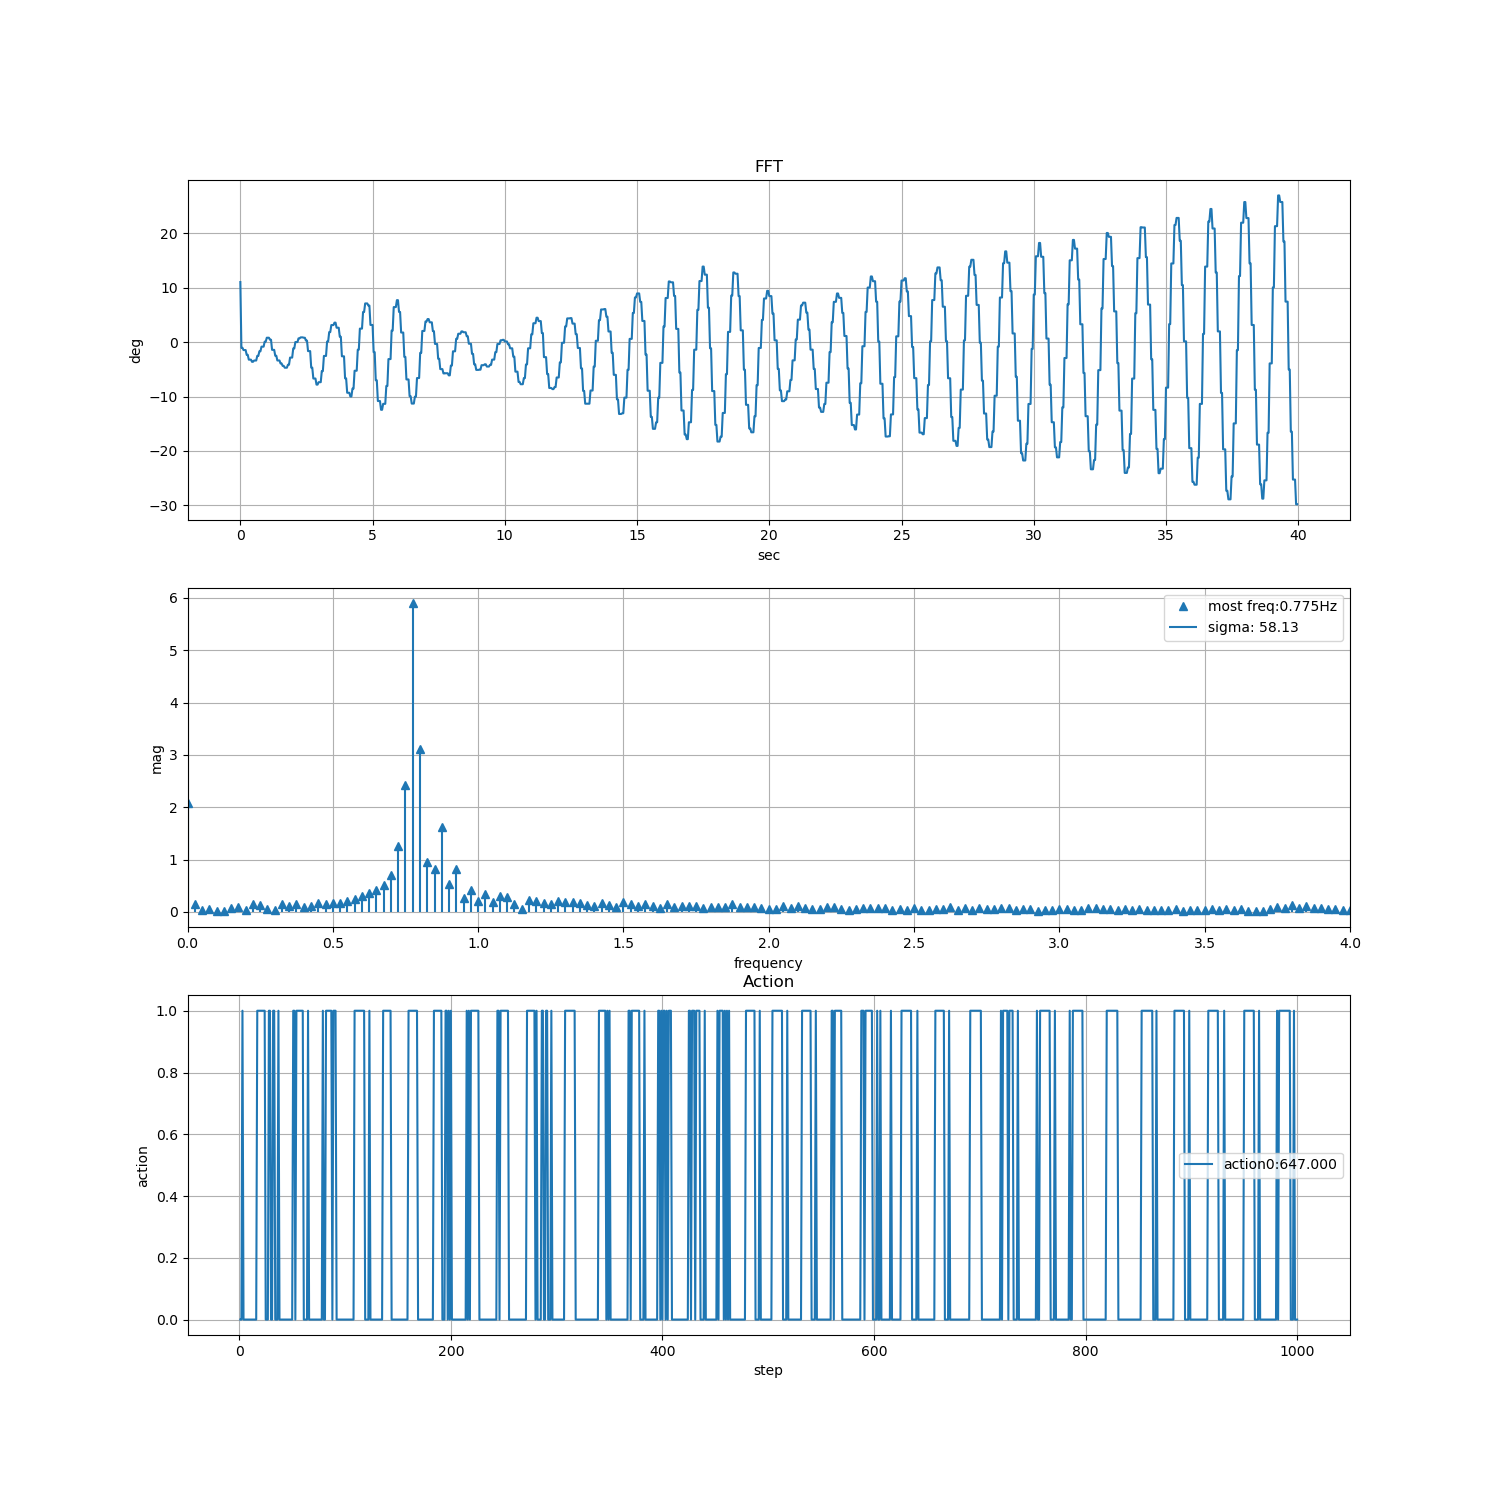 FFT
20
10
0
−10
−20
−30
deg
0 5 10 15 20 25 30 35 40
sec
6
5
4
3
2
1
0
mag
most freq:0.775Hz
sigma: 58.13
0.0 0.5 1.0 1.5 2.0 2.5 3.0 3.5 4.0
frequency
Action
1.0
0.8
0.6
0.4
0.2
0.0
action
action0:647.000
0 200 400 600 800 1000
step